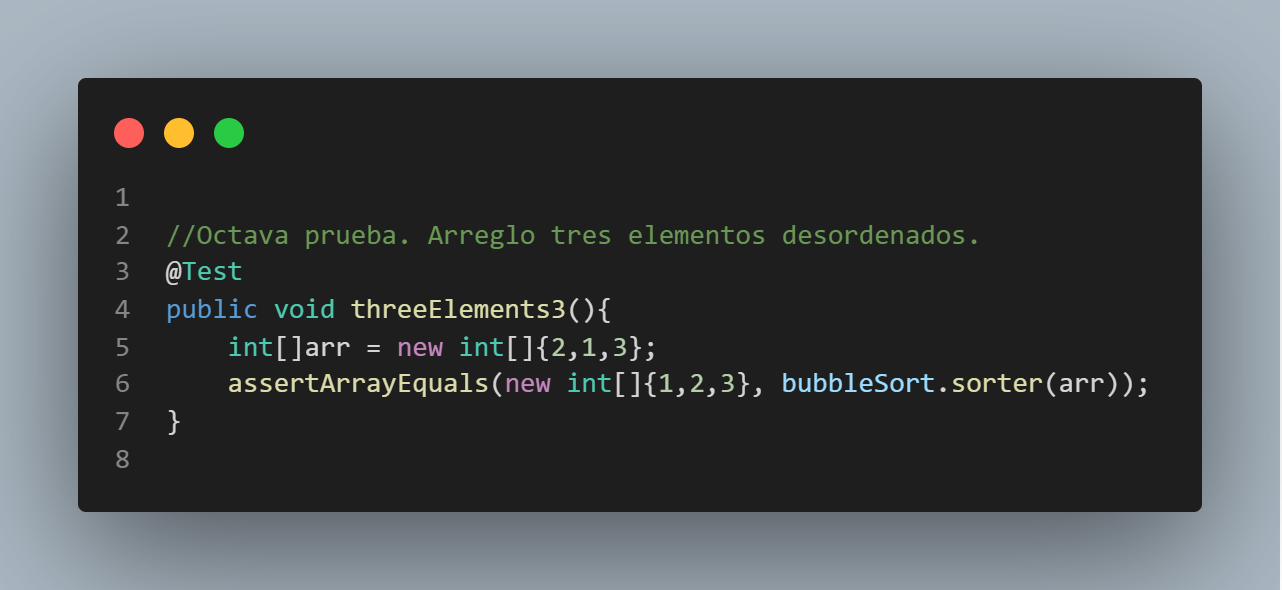 1
2 //Octava prueba. Arreglo tres elementos desordenados.
3 @Test
4 public void threeElements3(){
5     int[]arr = new int[]{2,1,3};
6     assertArrayEquals(new int[]{1,2,3}, bubbleSort.sorter(arr));
7 }
8